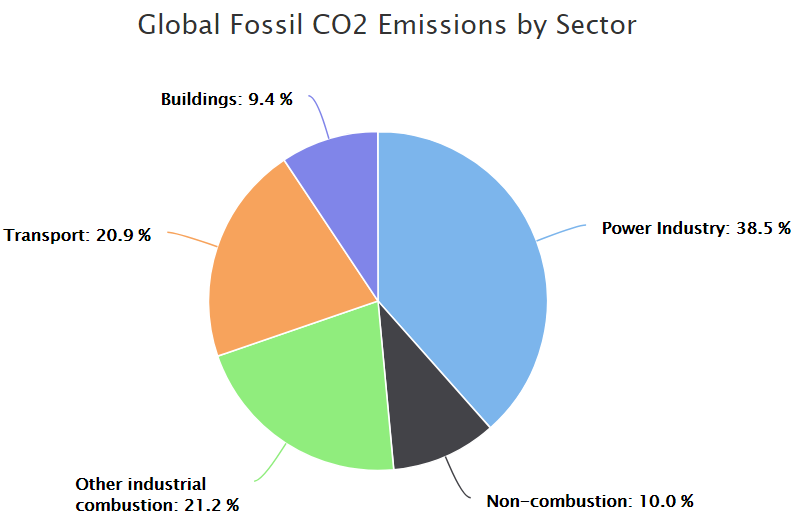 Global Fossil CO2 Emissions by Sector
Buildings: 9.4 %
Power Industry: 38.5 %
Transport: 20.9 %
Other industrial
combustion: 21.2 %
Non-combustion: 10.0 %